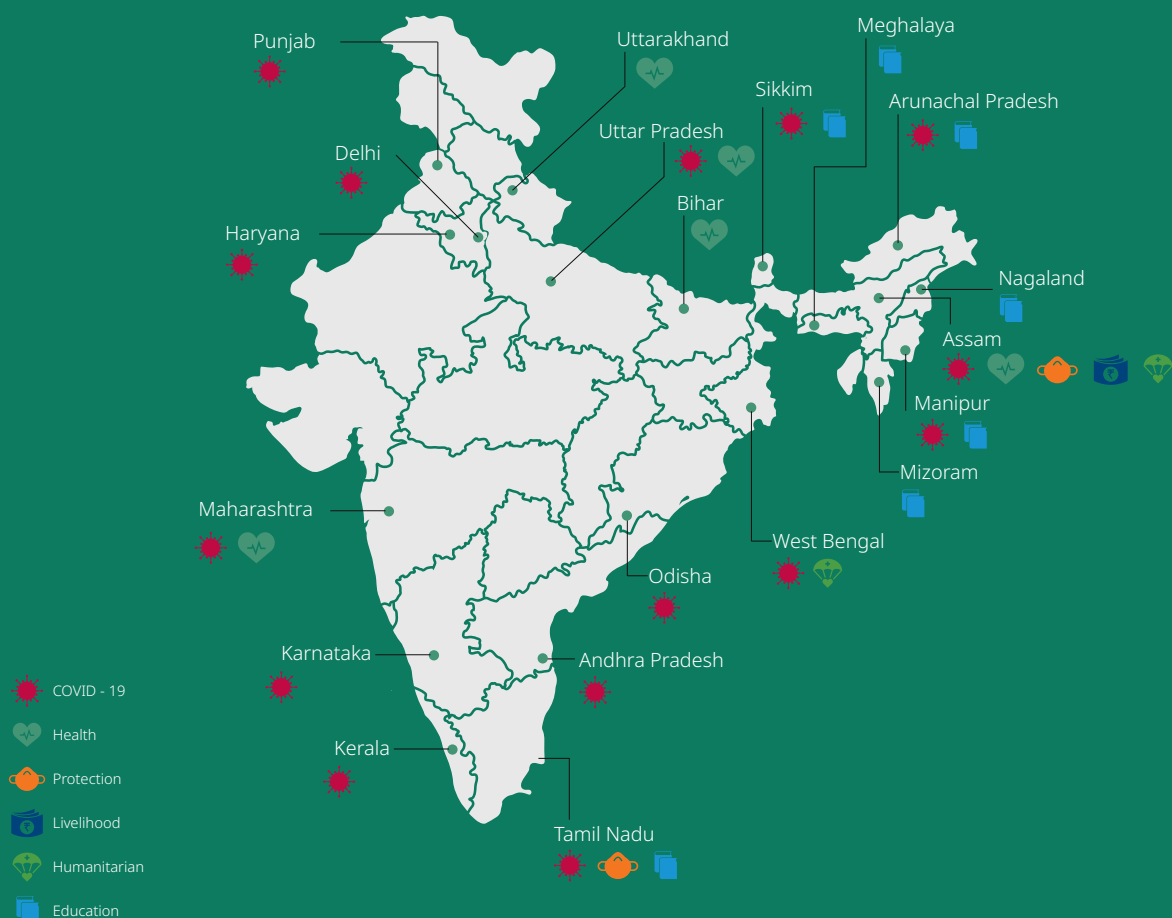 Meghalaya
Punjab
Uttarakhand
Sikkim
Arunachal Pradesh
Uttar Pradesh
Delhi
Bihar
Haryana
Nagaland
Assam
Manipur
Mizoram
Maharashtra
West Bengal
Odisha
Karnataka
Andhra Pradesh
COVID - 19
Health
Kerala
Protection
Livelihood
Tamil Nadu
Humanitarian
Education